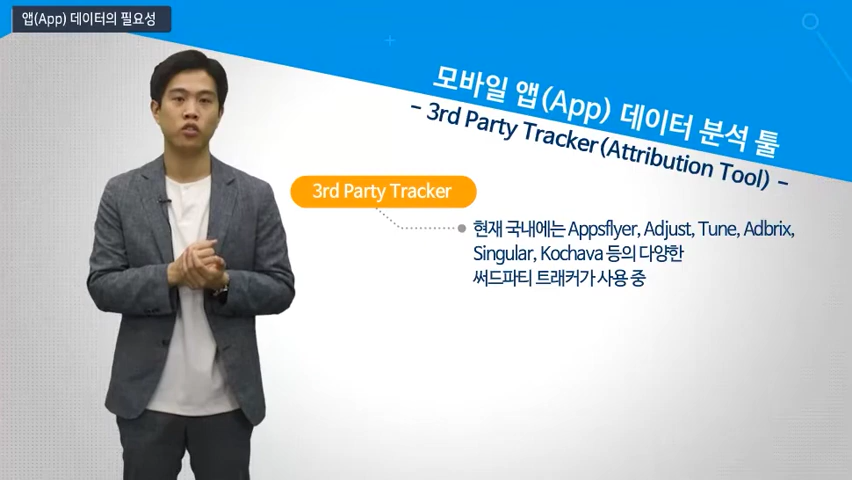 앱(App) 데이터의 필요성
모바일 앱(App) 데이터 분석 툴
- 3rd Party Tracker(Attribution Tool) -
3rd Party Tracker
현재 국내에는 Appsflyer, Adjust, Tune, Adbrix,
Singular, Kochava 등의 다양한
써드파티 트래커가 사용 중